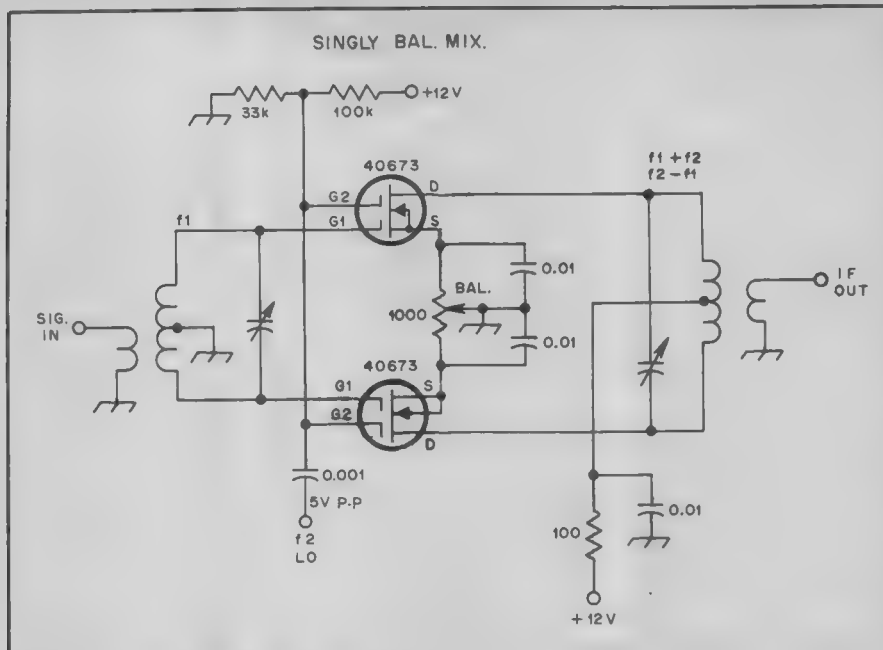 SINGLY BAL. MIX.
+12V
33k
100k
40673
f1+f2
f2-f1
D
G2
G1
S
f1
0.01
SIG.
IN
BAL.
1000
IF
OUT
0.01
40673
G1
S
G2
D
0.001
5V P-P
f2
LO
100
0.01
+12V